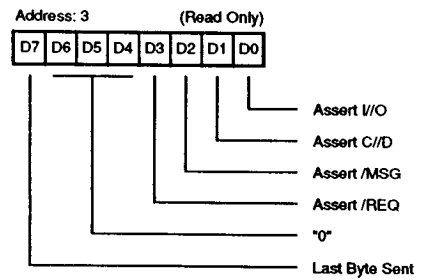 Address: 3 (Read Only)
D7 D6 D5 D4 D3 D2 D1 D0
Assert I//O
Assert C//D
Assert /MSG
Assert /REQ
"0"
Last Byte Sent